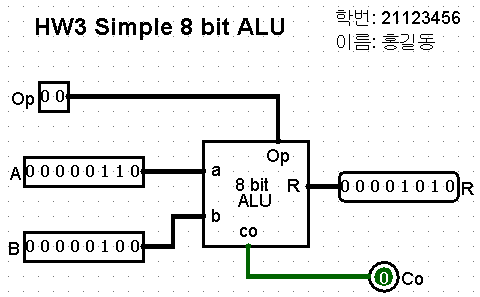 HW3 Simple 8 bit ALU
학번: 21123456
이름: 홍길동
Op 0 0
Op
A 0 0 0 0 0 1 1 0
a
8 bit
ALU
R
0 0 0 0 1 0 1 0 R
b
B 0 0 0 0 0 1 0 0
co
0 Co